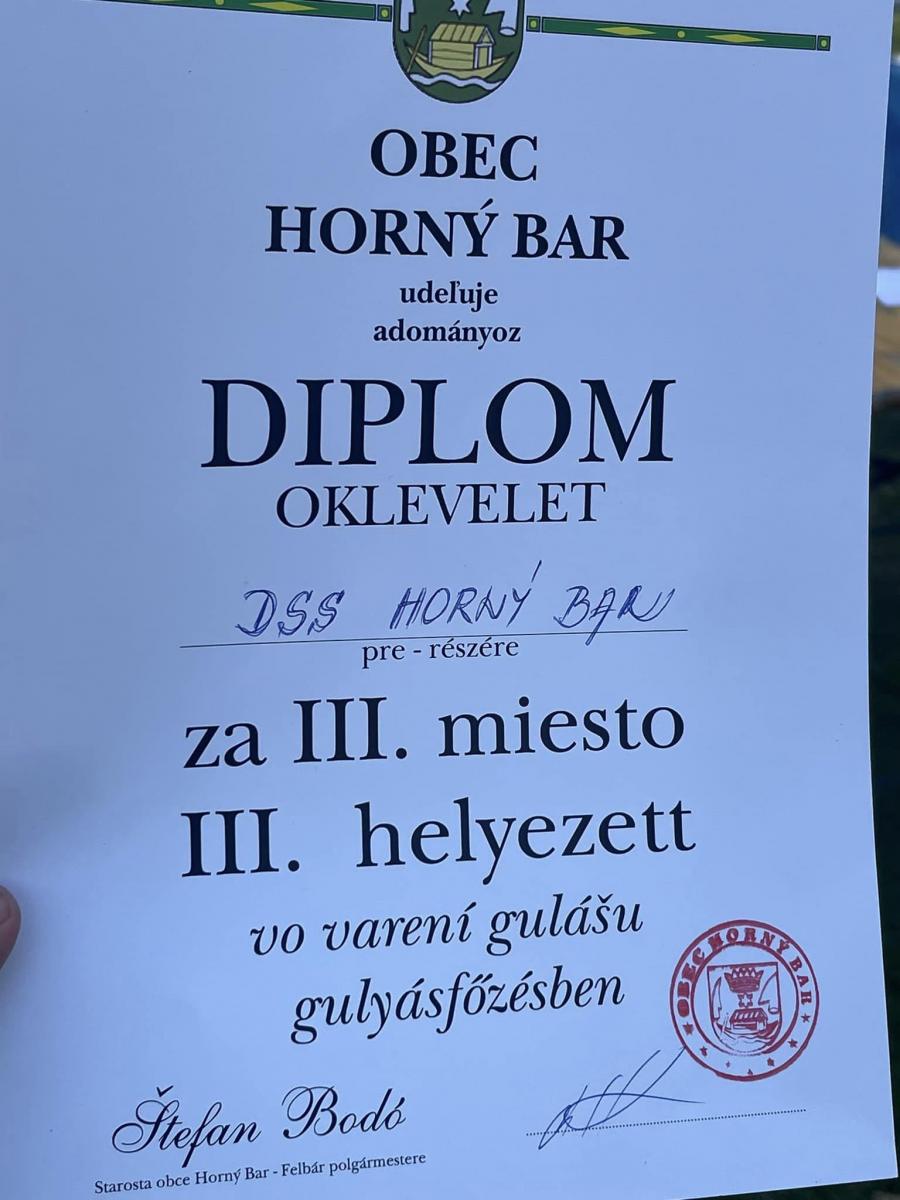 OBEC
HORNÝ BAR
udeľuje
adományoz
DIPLOM
OKLEVELET
DSS HORNÝ BAR
pre - részére
za III. miesto
III. helyezett
vo varení gulášu
gulyásfőzésben
OBEC HORNÝ BAR
Štefan Bodó
Starosta obce Horný Bar - Felbár polgármestere